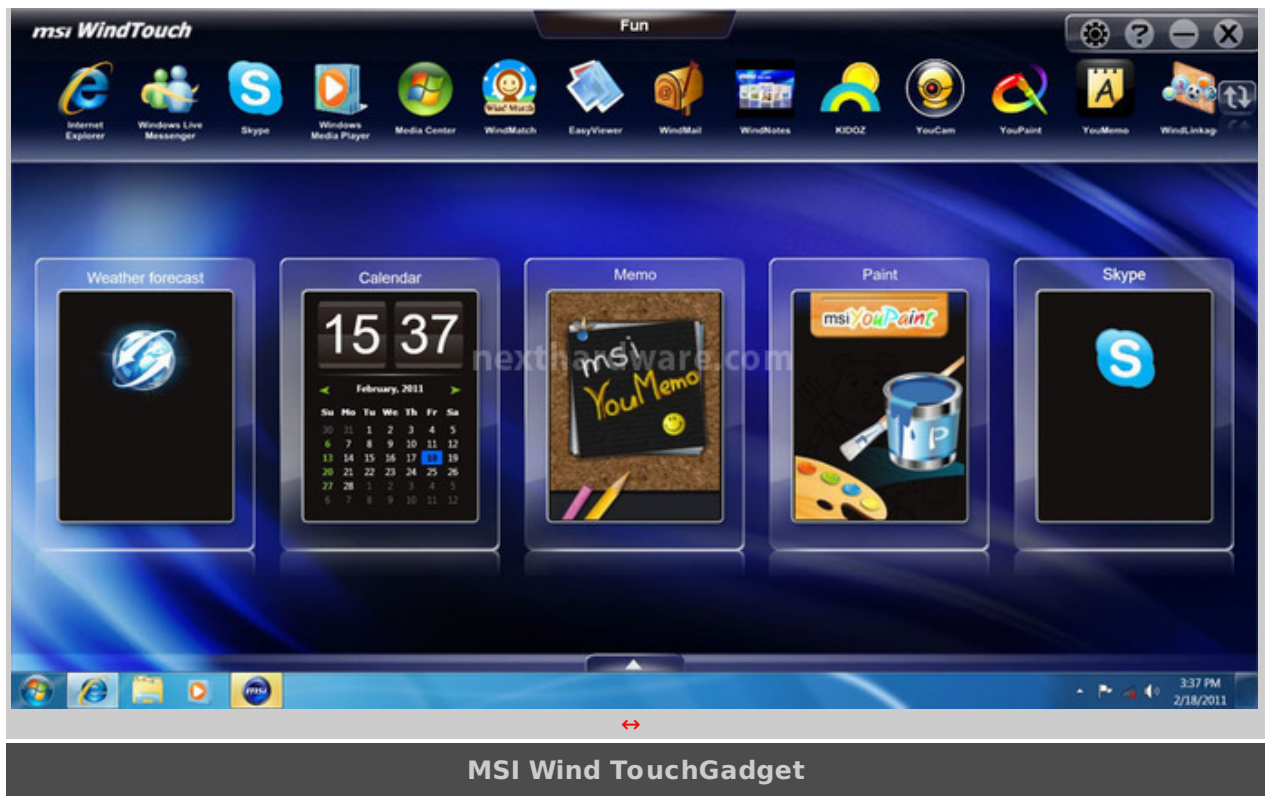 msi WindTouch
Fun
Internet
Explorer
Windows Live
Messenger
Skype
Windows
Media Player
Media Center
WindMatch
EasyViewer
WindMail
WindNotes
KIDOZ
YouCam
YouPaint
YouMemo
WindLinkag
Weather forecast
Calendar
15 37
February, 2011
Su Mo Tu We Th Fr Sa
30 31 1 2 3 4 5
6 7 8 9 10 11 12
13 14 15 16 17 18 19
20 21 22 23 24 25 26
27 28 1 2 3 4 5
6 7 8 9 10 11 12
Memo
msi
YouMemo
Paint
msi YouPaint
P
Skype
S
nexthardware.com
msi
3:37 PM
2/18/2011
MSI Wind TouchGadget